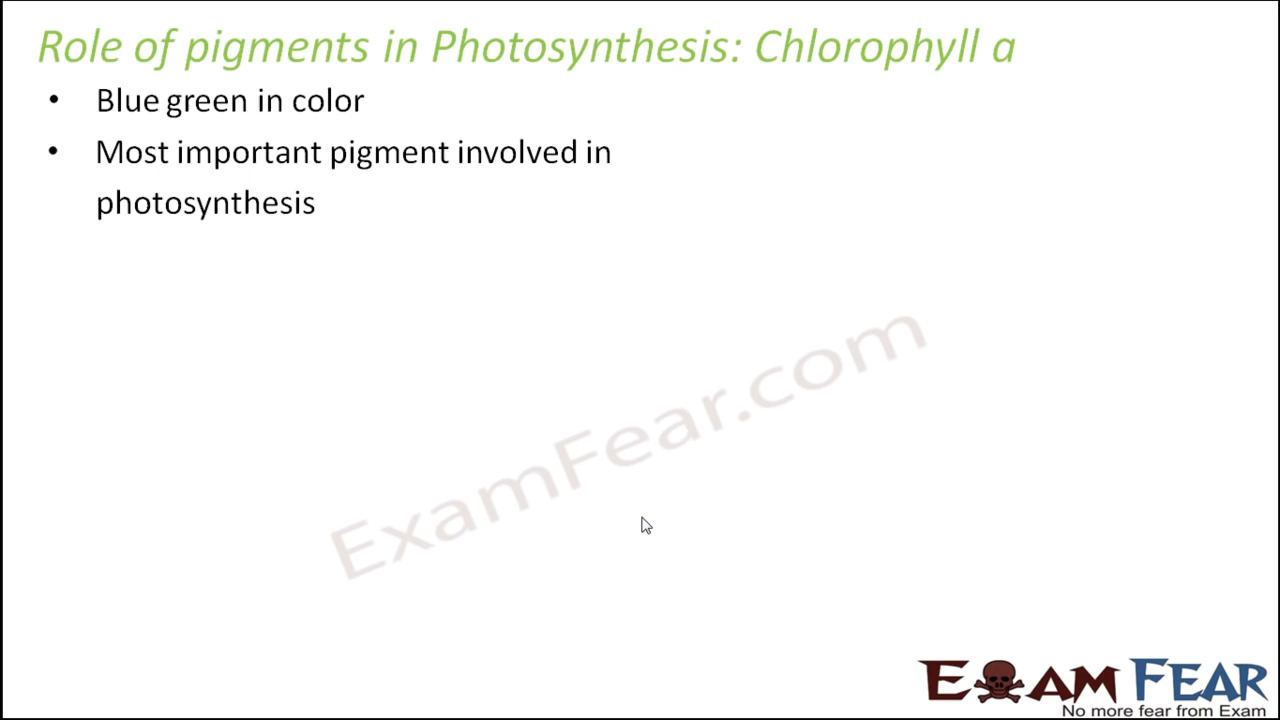 Role of pigments in Photosynthesis: Chlorophyll a
• Blue green in color
• Most important pigment involved in
photosynthesis
ExamFear.com
EXAM FEAR
No more fear from Exam